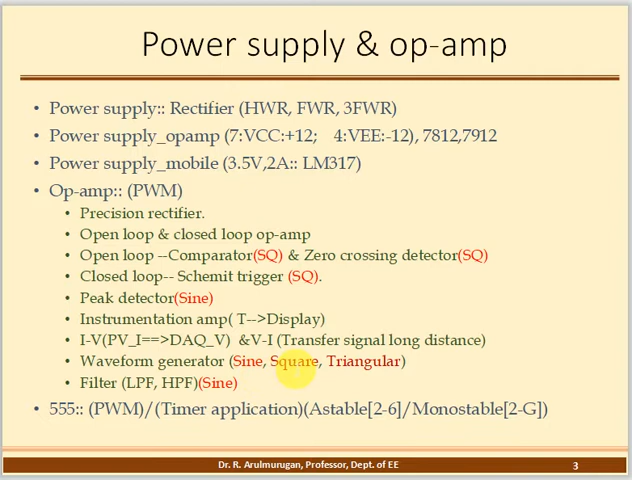 Power supply & op-amp
• Power supply:: Rectifier (HWR, FWR, 3FWR)
• Power supply_opamp (7:VCC:+12; 4:VEE:-12), 7812,7912
• Power supply_mobile (3.5V,2A:: LM317)
• Op-amp:: (PWM)
• Precision rectifier.
• Open loop & closed loop op-amp
• Open loop --Comparator(SQ) & Zero crossing detector(SQ)
• Closed loop-- Schemit trigger (SQ).
• Peak detector(Sine)
• Instrumentation amp( T-->Display)
• I-V(PV_I==>DAQ_V) &V-I (Transfer signal long distance)
• Waveform generator (Sine, Square, Triangular)
• Filter (LPF, HPF)(Sine)
• 555:: (PWM)/(Timer application)(Astable[2-6]/Monostable[2-G])
Dr. R. Arulmurugan, Professor, Dept. of EE
3